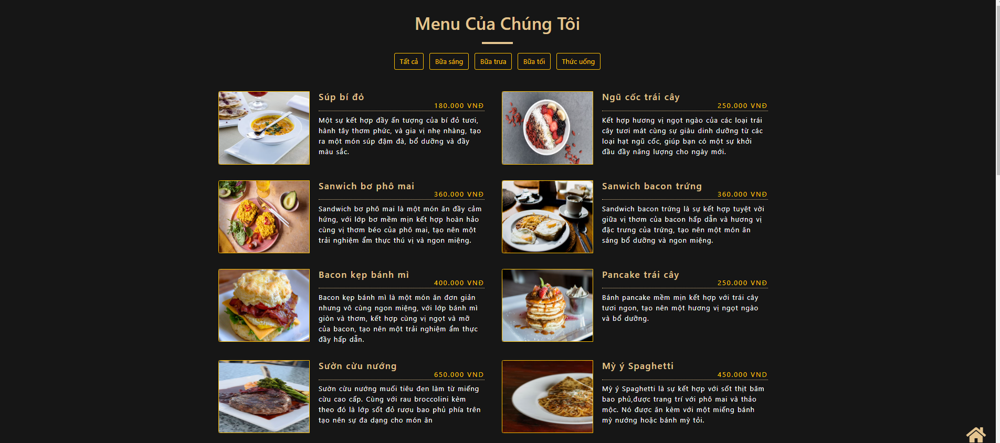 Menu Của Chúng Tôi
Tất cả
Bữa sáng
Bữa trưa
Bữa tối
Thức uống
Súp bí đỏ
180.000 VNĐ
Một sự kết hợp đầy ấn tượng của bí đỏ tươi,
hành tây thơm phức, và gia vị nhẹ nhàng, tạo
ra một món súp đậm đà, bổ dưỡng và đầy
màu sắc.
Ngũ cốc trái cây
250.000 VNĐ
Kết hợp hương vị ngọt ngào của các loại trái
cây tươi mát cùng sự giàu dinh dưỡng từ các
loại hạt ngũ cốc, giúp bạn có một sự khởi
đầu đầy năng lượng cho ngày mới.
Sanwich bơ phô mai
360.000 VNĐ
Sandwich bơ phô mai là một món ăn đầy cảm
hứng, với lớp bơ mềm mịn kết hợp hoàn hảo
cùng vị thơm béo của phô mai, tạo nên một
trải nghiệm ẩm thực thú vị và ngon miệng.
Sanwich bacon trứng
360.000 VNĐ
Sandwich bacon trứng là sự kết hợp tuyệt vời
giữa vị thơm của bacon hấp dẫn và hương vị
đặc trưng của trứng, tạo nên một món ăn
sáng bổ dưỡng và ngon miệng.
Bacon kẹp bánh mì
400.000 VNĐ
Bacon kẹp bánh mì là một món ăn đơn giản
nhưng vô cùng ngon miệng, với lớp bánh mì
giòn và thơm, kết hợp cùng vị ngọt và mỡ
của bacon, tạo nên một trải nghiệm ẩm thực
đầy hấp dẫn.
Pancake trái cây
250.000 VNĐ
Bánh pancake mềm mịn kết hợp với trái cây
tươi ngon, tạo nên một hương vị ngọt ngào
và bổ dưỡng.
Sườn cừu nướng
650.000 VND
Sườn cừu nướng muối tiêu đen làm từ miếng
cừu cao cấp. Cùng với rau broccolini kèm
theo đó là lớp sốt đỏ rượu bao phủ phía trên
tạo nên sự đa dạng cho món ăn
Mỳ ý Spaghetti
450.000 VND
Mỳ ý Spaghetti là sự kết hợp với sốt thịt băm
bao phủ,được trang trí với phô mai và thảo
mộc. Nó được ăn kèm với một miếng bánh
mỳ nướng hoặc bánh mỳ tỏi.